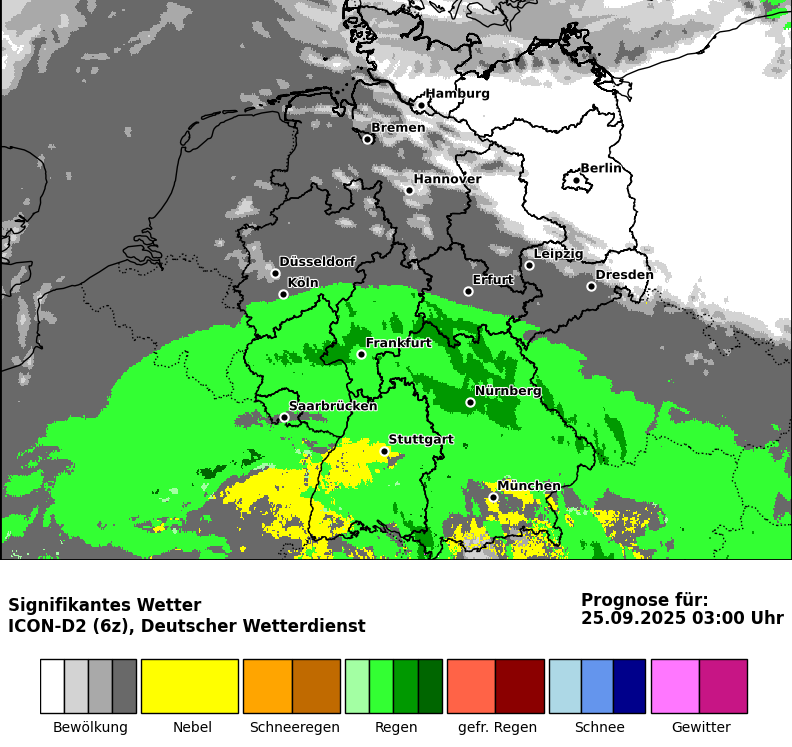 Hamburg
Bremen
Berlin
Hannover
Leipzig
Düsseldorf
Dresden
Köln
Erfurt
Frankfurt
Nürnberg
Saarbrücken
Stuttgart
München
Signifikantes Wetter
ICON-D2 (6z), Deutscher Wetterdienst
Prognose für:
25.09.2025 03:00 Uhr
Bewölkung Nebel Schneeregen Regen gefr. Regen Schnee Gewitter